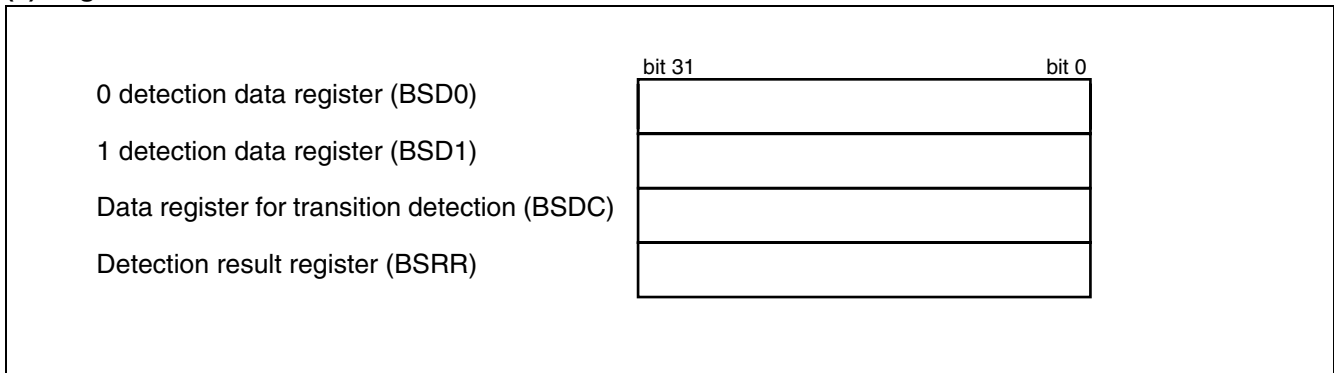 bit 31 bit 0
0 detection data register (BSD0)
1 detection data register (BSD1)
Data register for transition detection (BSDC)
Detection result register (BSRR)